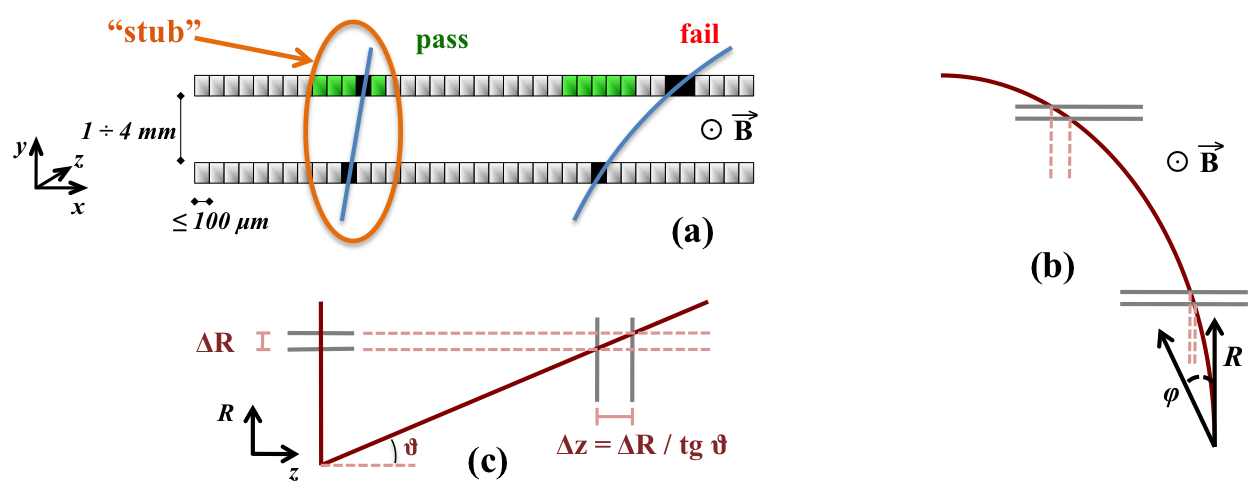 “stub”
pass
fail
1 ÷ 4 mm
⊙ B→
y
z
x
≤ 100 μm
(a)
⊙ B→
(b)
R
φ
ΔR
R
z
ϑ
(c)
Δz = ΔR / tg ϑ